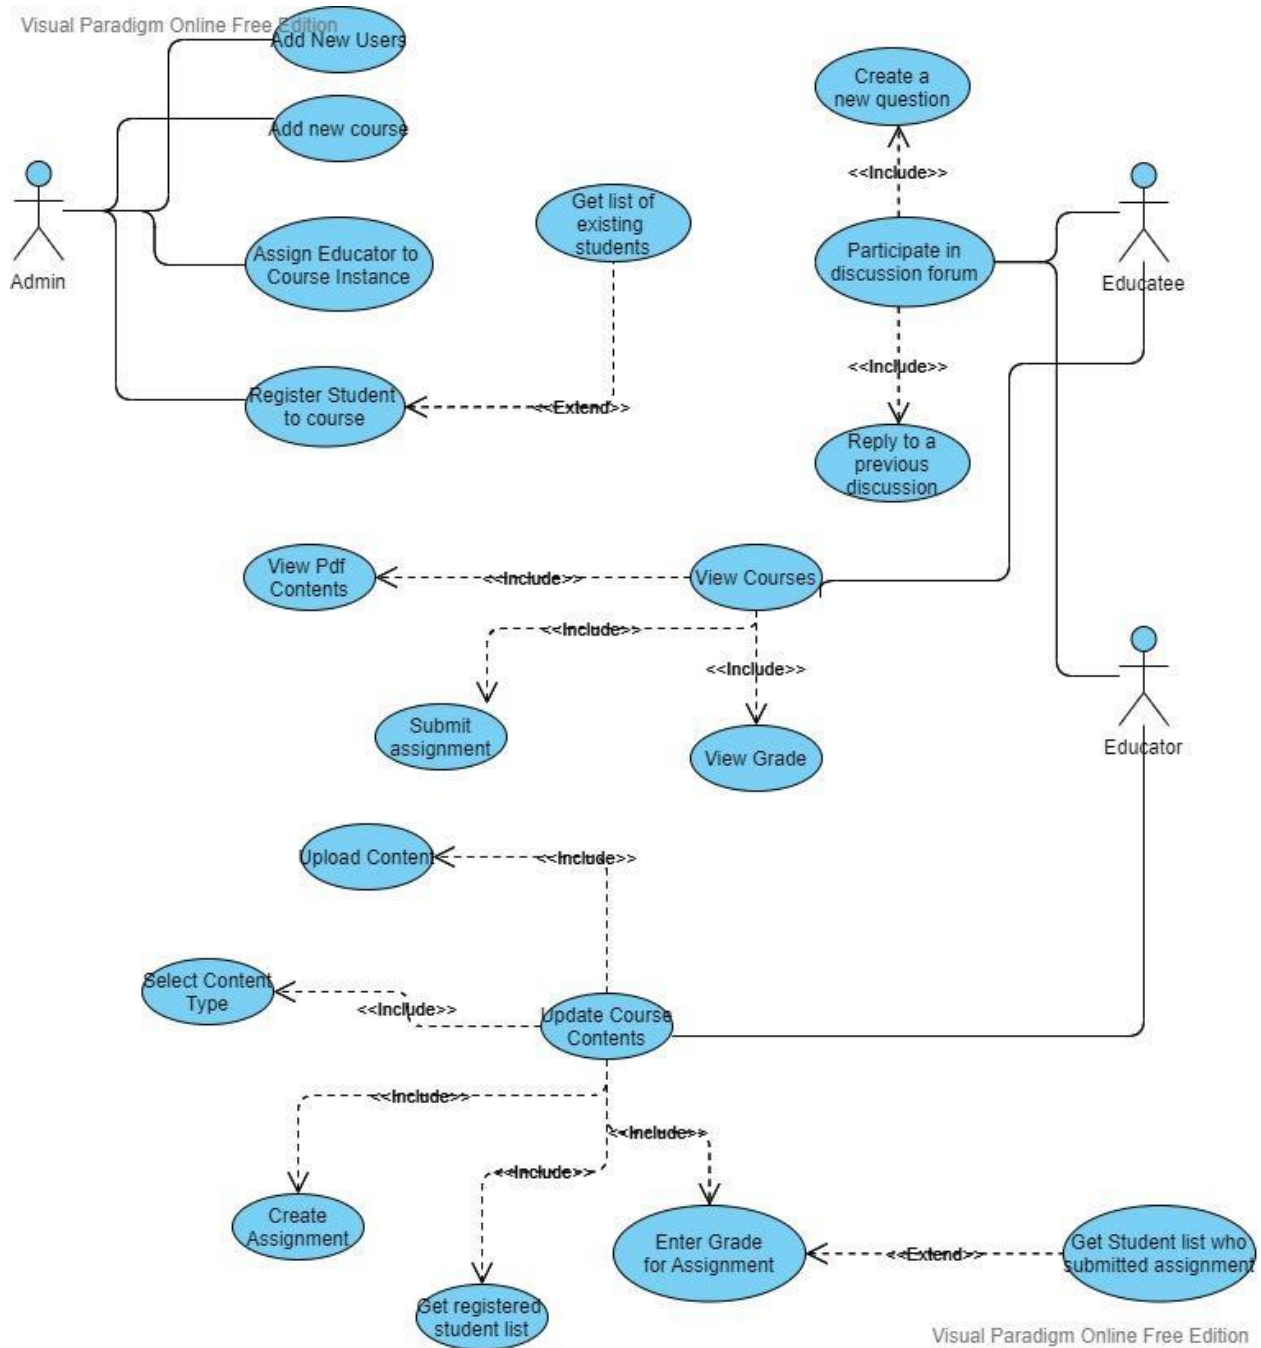 Visual Paradigm Online Free Edition
Add New Users
Create a
new question
Add new course
<<Include>>
Get list of
existing
students
Admin
Assign Educator to
Course Instance
Participate in
discussion forum
Educatee
<<Include>>
Register Student
to course
<<Extend>>
Reply to a
previous
discussion
View Pdf
Contents
<<Include>>
View Courses
<<Include>>
<<Include>>
Submit
assignment
View Grade
Educator
Upload Content
<<Include>>
Select Content
Type
<<Include>>
Update Course
Contents
<<Include>>
<<Include>>
<<Include>>
Create
Assignment
Enter Grade
for Assignment
<<Extend>>
Get Student list who
submitted assignment
Get registered
student list
Visual Paradigm Online Free Edition